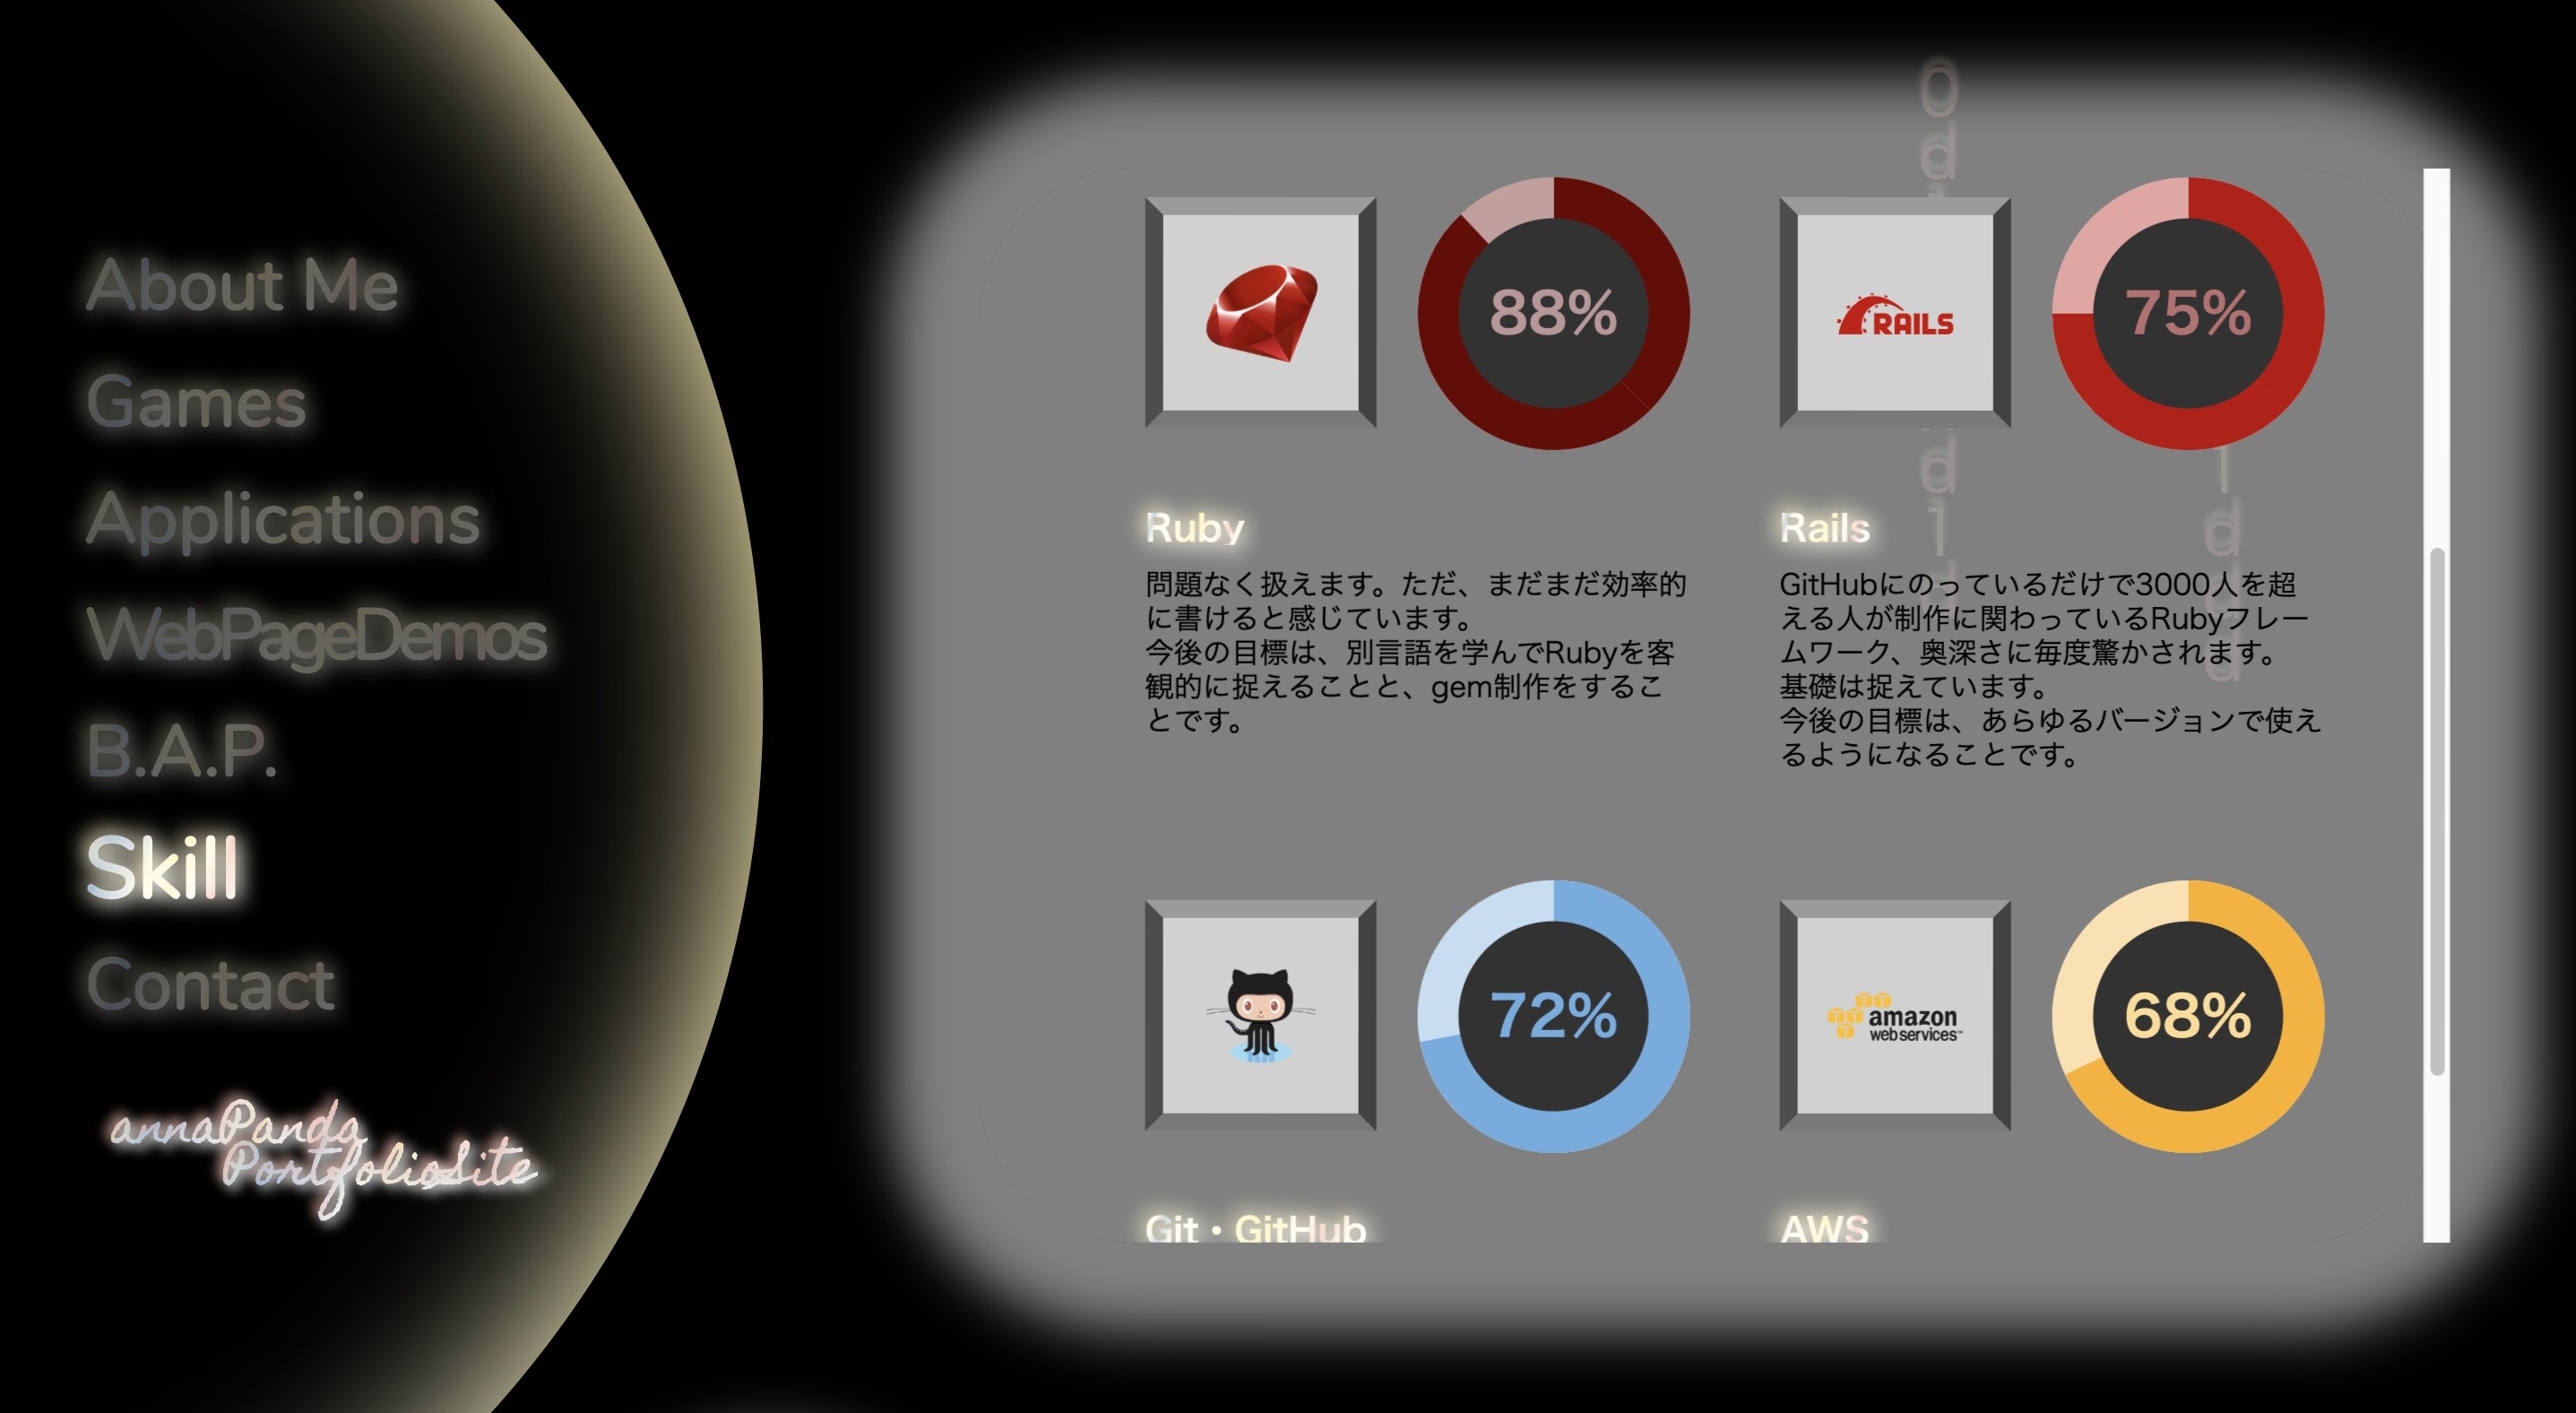 About Me
Games
Applications
WebPageDemos
B.A.P.
Skill
Contact
annaPanda
PortfolioSite
88%
RAILS
75%
Ruby
問題なく扱えます。ただ、まだまだ効率的
に書けると感じています。
今後の目標は、別言語を学んでRubyを客
観的に捉えることと、gem制作をするこ
とです。
Rails
GitHubにのっているだけで3000人を超
える人が制作に関わっているRubyフレー
ムワーク、奥深さに毎度驚かされます。
基礎は捉えています。
今後の目標は、あらゆるバージョンで使え
るようになることです。
72%
amazon
webservices™
68%
Git・GitHub
AWS